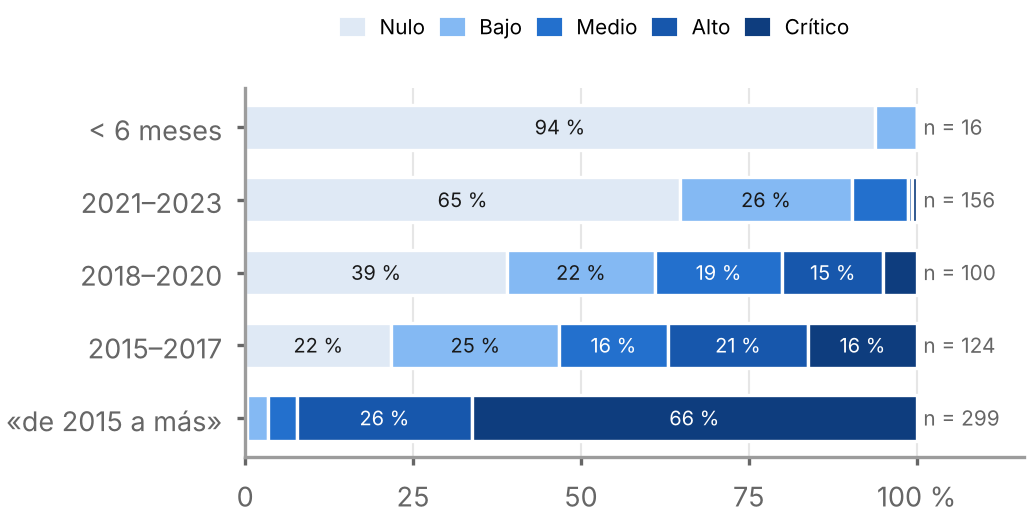 Nulo Bajo Medio Alto Crítico
< 6 meses 94 % n = 16
2021–2023 65 % 26 % n = 156
2018–2020 39 % 22 % 19 % 15 % n = 100
2015–2017 22 % 25 % 16 % 21 % 16 % n = 124
«de 2015 a más» 26 % 66 % n = 299
0 25 50 75 100 %